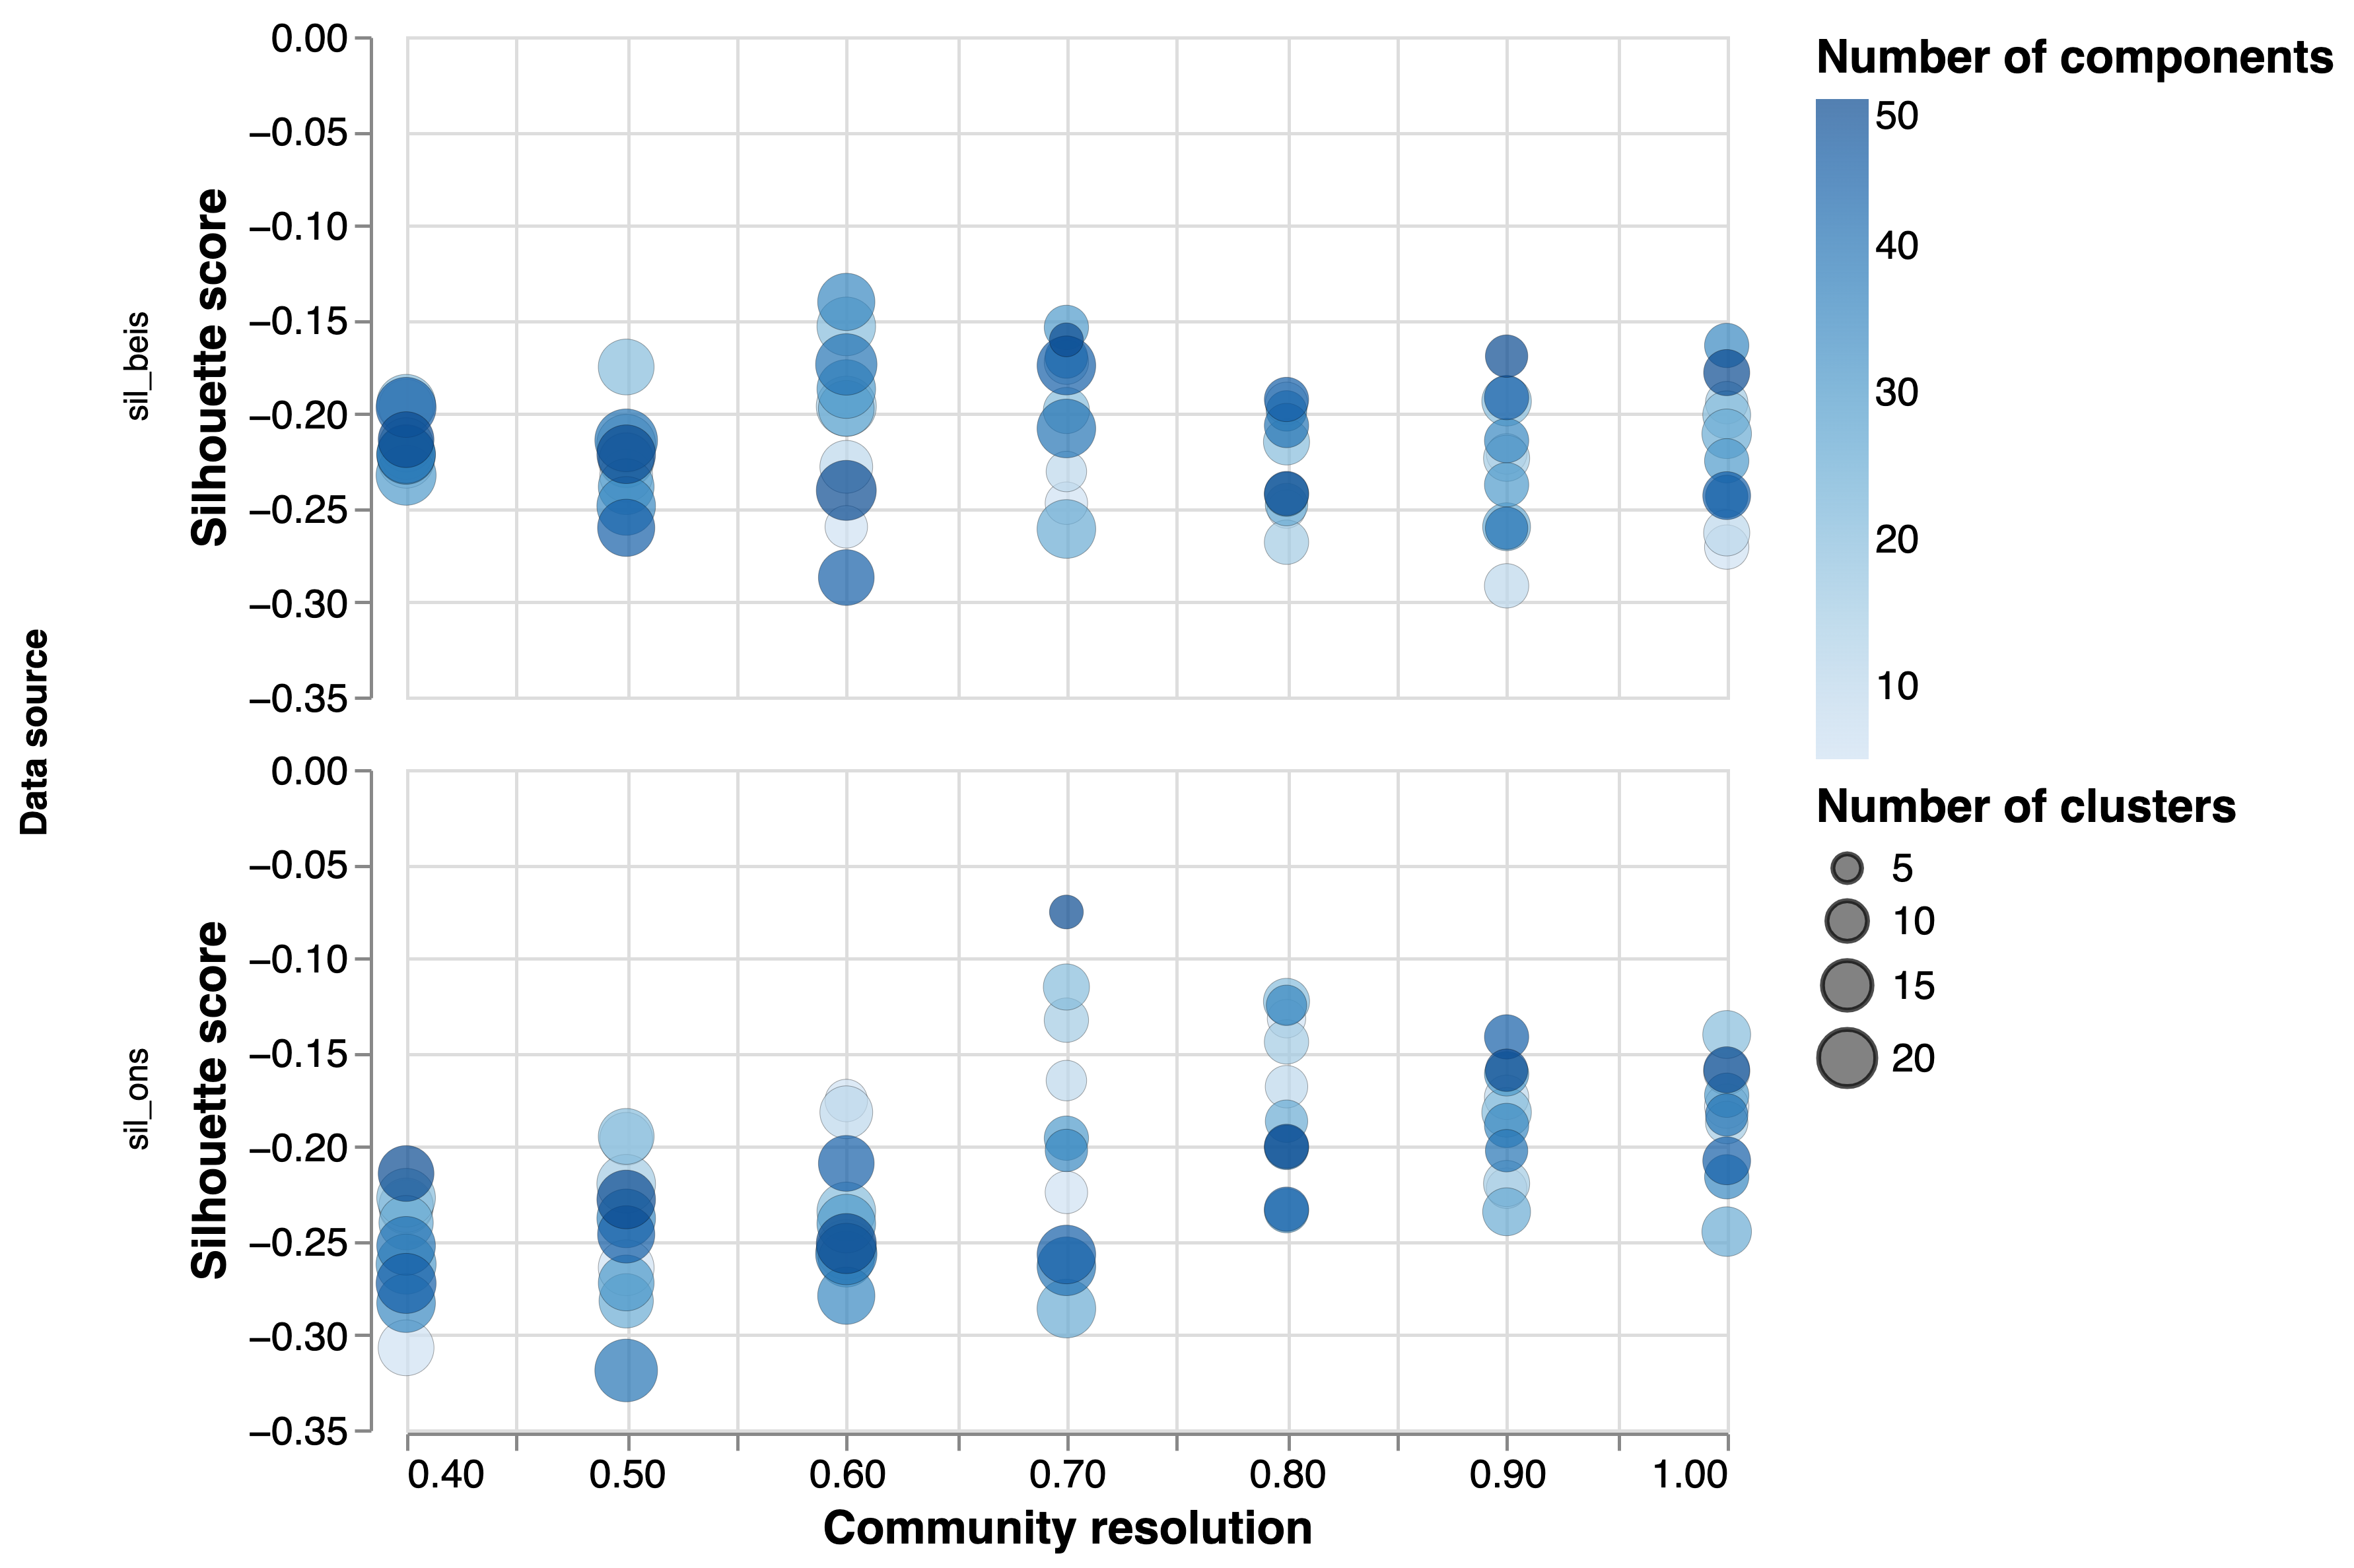 Data source
sil_beis
Silhouette score
0.00
−0.05
−0.10
−0.15
−0.20
−0.25
−0.30
−0.35
sil_ons
Silhouette score
0.00
−0.05
−0.10
−0.15
−0.20
−0.25
−0.30
−0.35
0.40 0.50 0.60 0.70 0.80 0.90 1.00
Community resolution
Number of components
50
40
30
20
10
Number of clusters
5
10
15
20